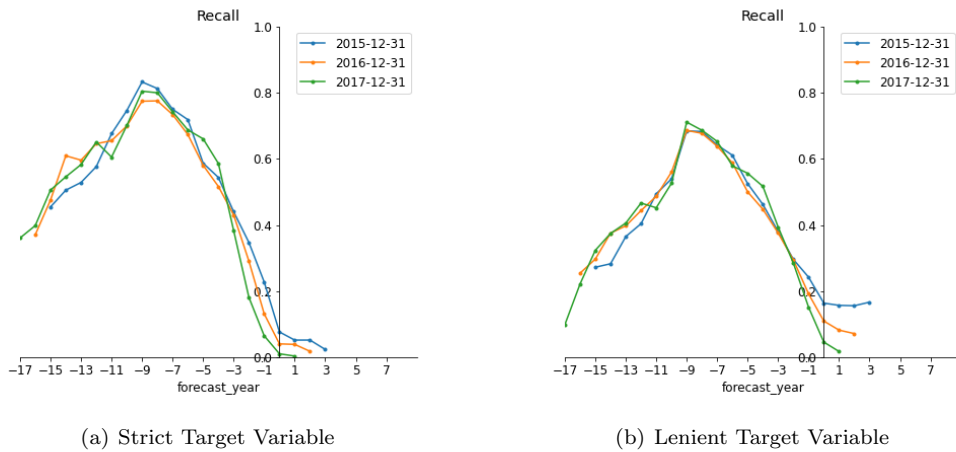 Recall
1.0
2015-12-31
2016-12-31
2017-12-31
0.8
0.6
0.4
0.2
0.0
−17 −15 −13 −11 −9 −7 −5 −3 −1 1 3 5 7
forecast_year
(a) Strict Target Variable
Recall
1.0
2015-12-31
2016-12-31
2017-12-31
0.8
0.6
0.4
0.2
0.0
−17 −15 −13 −11 −9 −7 −5 −3 −1 1 3 5 7
forecast_year
(b) Lenient Target Variable